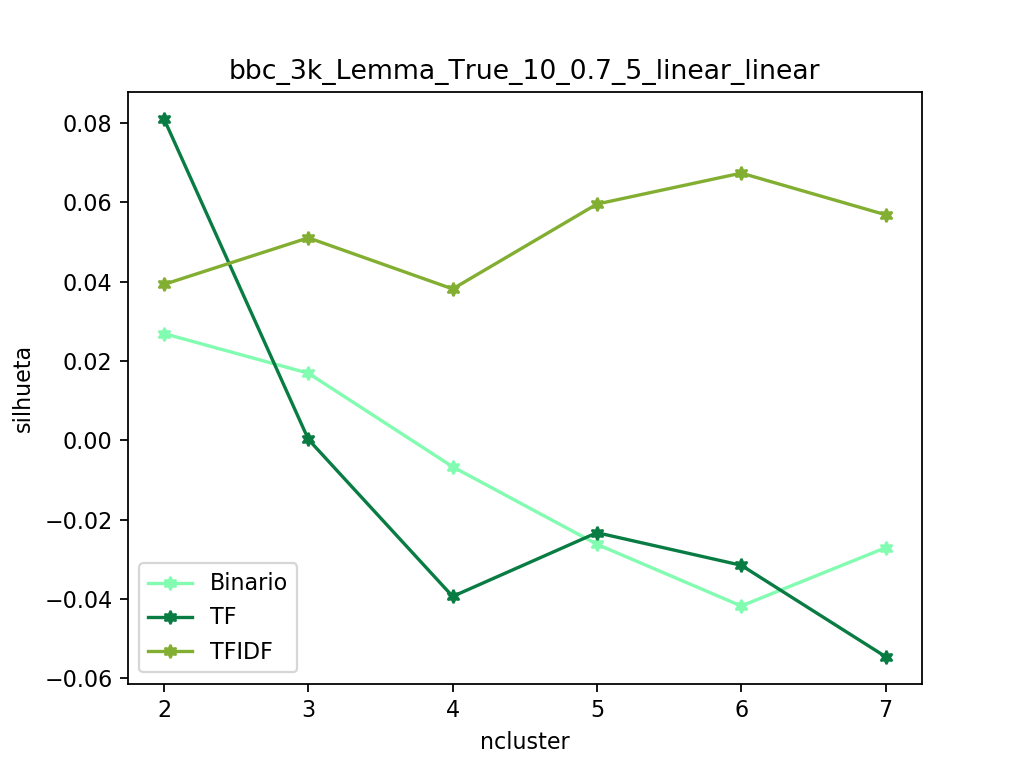 bbc_3k_Lemma_True_10_0.7_5_linear_linear
0.08
0.06
0.04
0.02
0.00
−0.02
−0.04
−0.06
silhueta
Binario
TF
TFIDF
2 3 4 5 6 7
ncluster